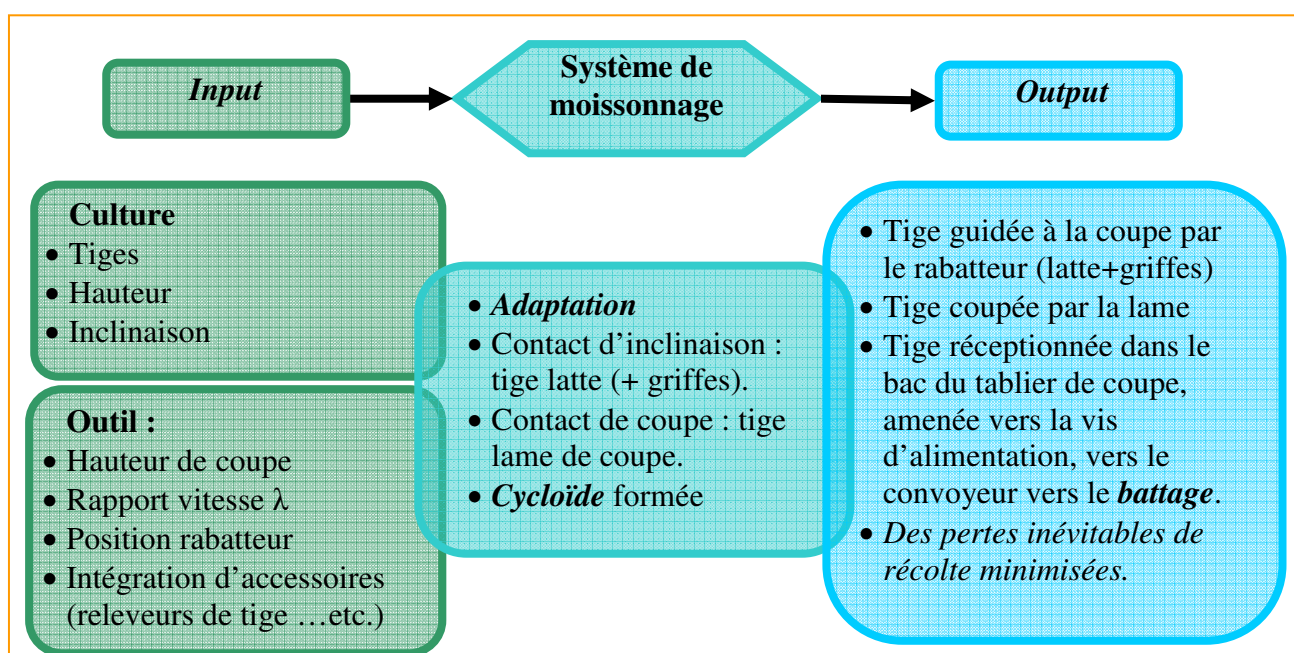 Input
Système de
moissonnage
Output
Culture
• Tiges
• Hauteur
• Inclinaison
Outil :
• Hauteur de coupe
• Rapport vitesse λ
• Position rabatteur
• Intégration d’accessoires
(releveurs de tige …etc.)
• Adaptation
• Contact d’inclinaison :
tige latte (+ griffes).
• Contact de coupe : tige
lame de coupe.
• Cycloïde formée
• Tige guidée à la coupe par
le rabatteur (latte+griffes)
• Tige coupée par la lame
• Tige réceptionnée dans le
bac du tablier de coupe,
amenée vers la vis
d’alimentation, vers le
convoyeur vers le battage.
• Des pertes inévitables de
récolte minimisées.